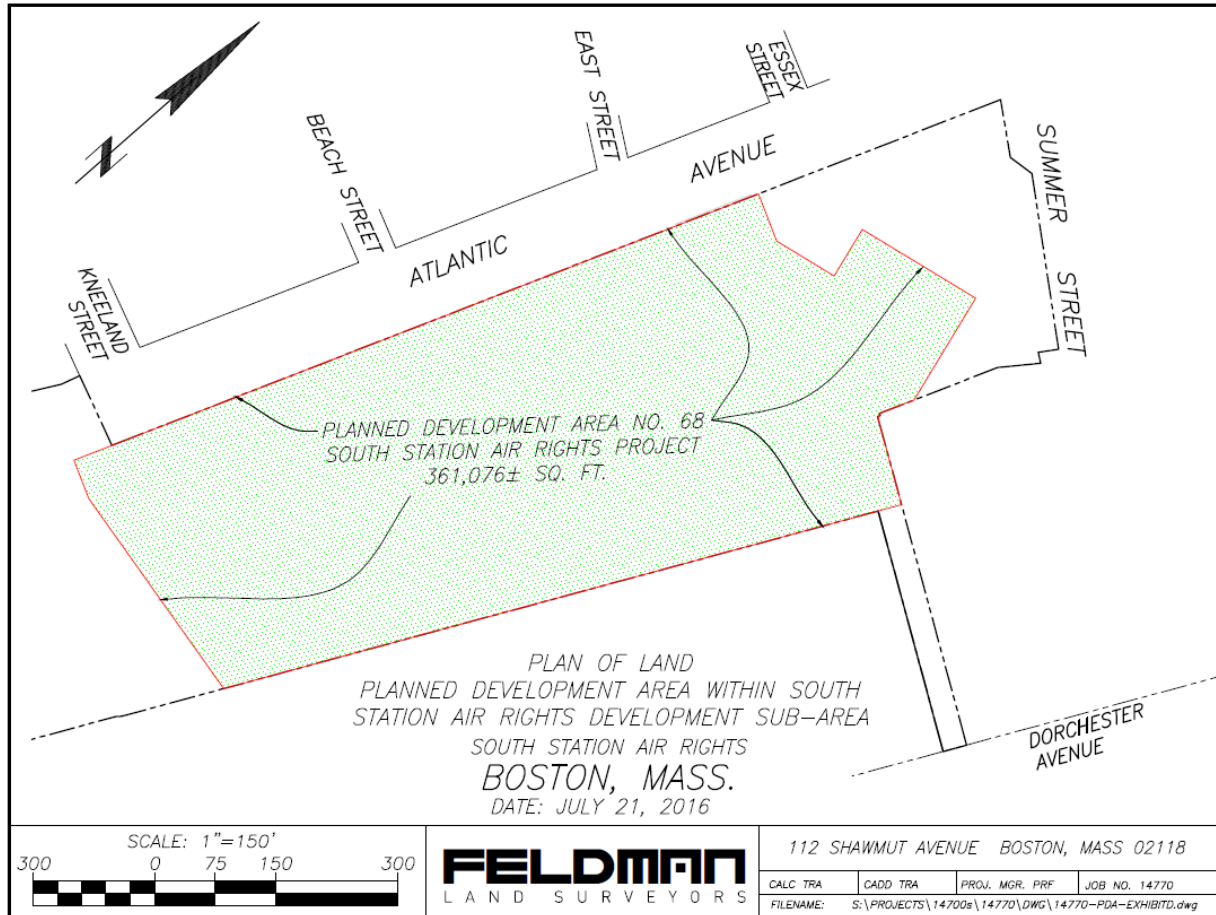 N
KNEELAND
STREET
BEACH STREET
EAST STREET
ESSEX
STREET
ATLANTIC
AVENUE
SUMMER
STREET
PLANNED DEVELOPMENT AREA NO. 68
SOUTH STATION AIR RIGHTS PROJECT
361,076± SQ. FT.
PLAN OF LAND
PLANNED DEVELOPMENT AREA WITHIN SOUTH
STATION AIR RIGHTS DEVELOPMENT SUB-AREA
SOUTH STATION AIR RIGHTS
BOSTON, MASS.
DATE: JULY 21, 2016
DORCHESTER
AVENUE
SCALE: 1"=150'
300 0 75 150 300
FELDMAN
LAND SURVEYORS
112 SHAWMUT AVENUE BOSTON, MASS 02118
CALC TRA CADD TRA PROJ. MGR. PRF JOB NO. 14770
FILENAME: S:\PROJECTS\14700s\14770\DWG\14770-PDA-EXHIBITD.dwg